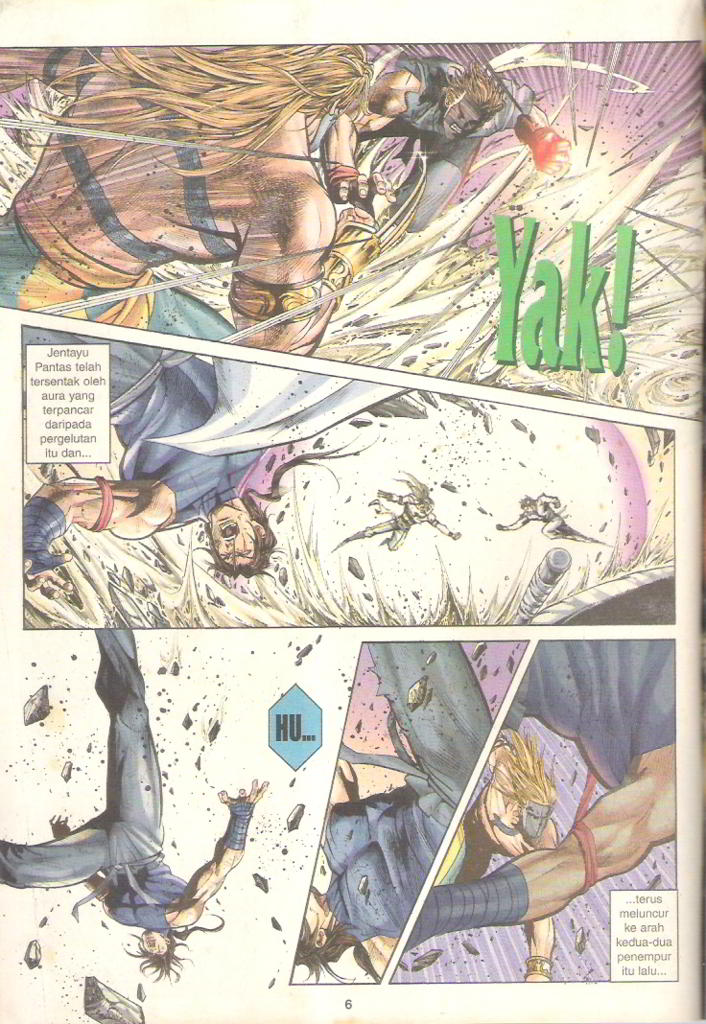 Yak!
Jentayu
Pantas telah
tersentak oleh
aura yang
terpancar
daripada
pergelutan
itu dan...
HU...
...terus
meluncur
ke arah
kedua-dua
penempur
itu lalu...
6